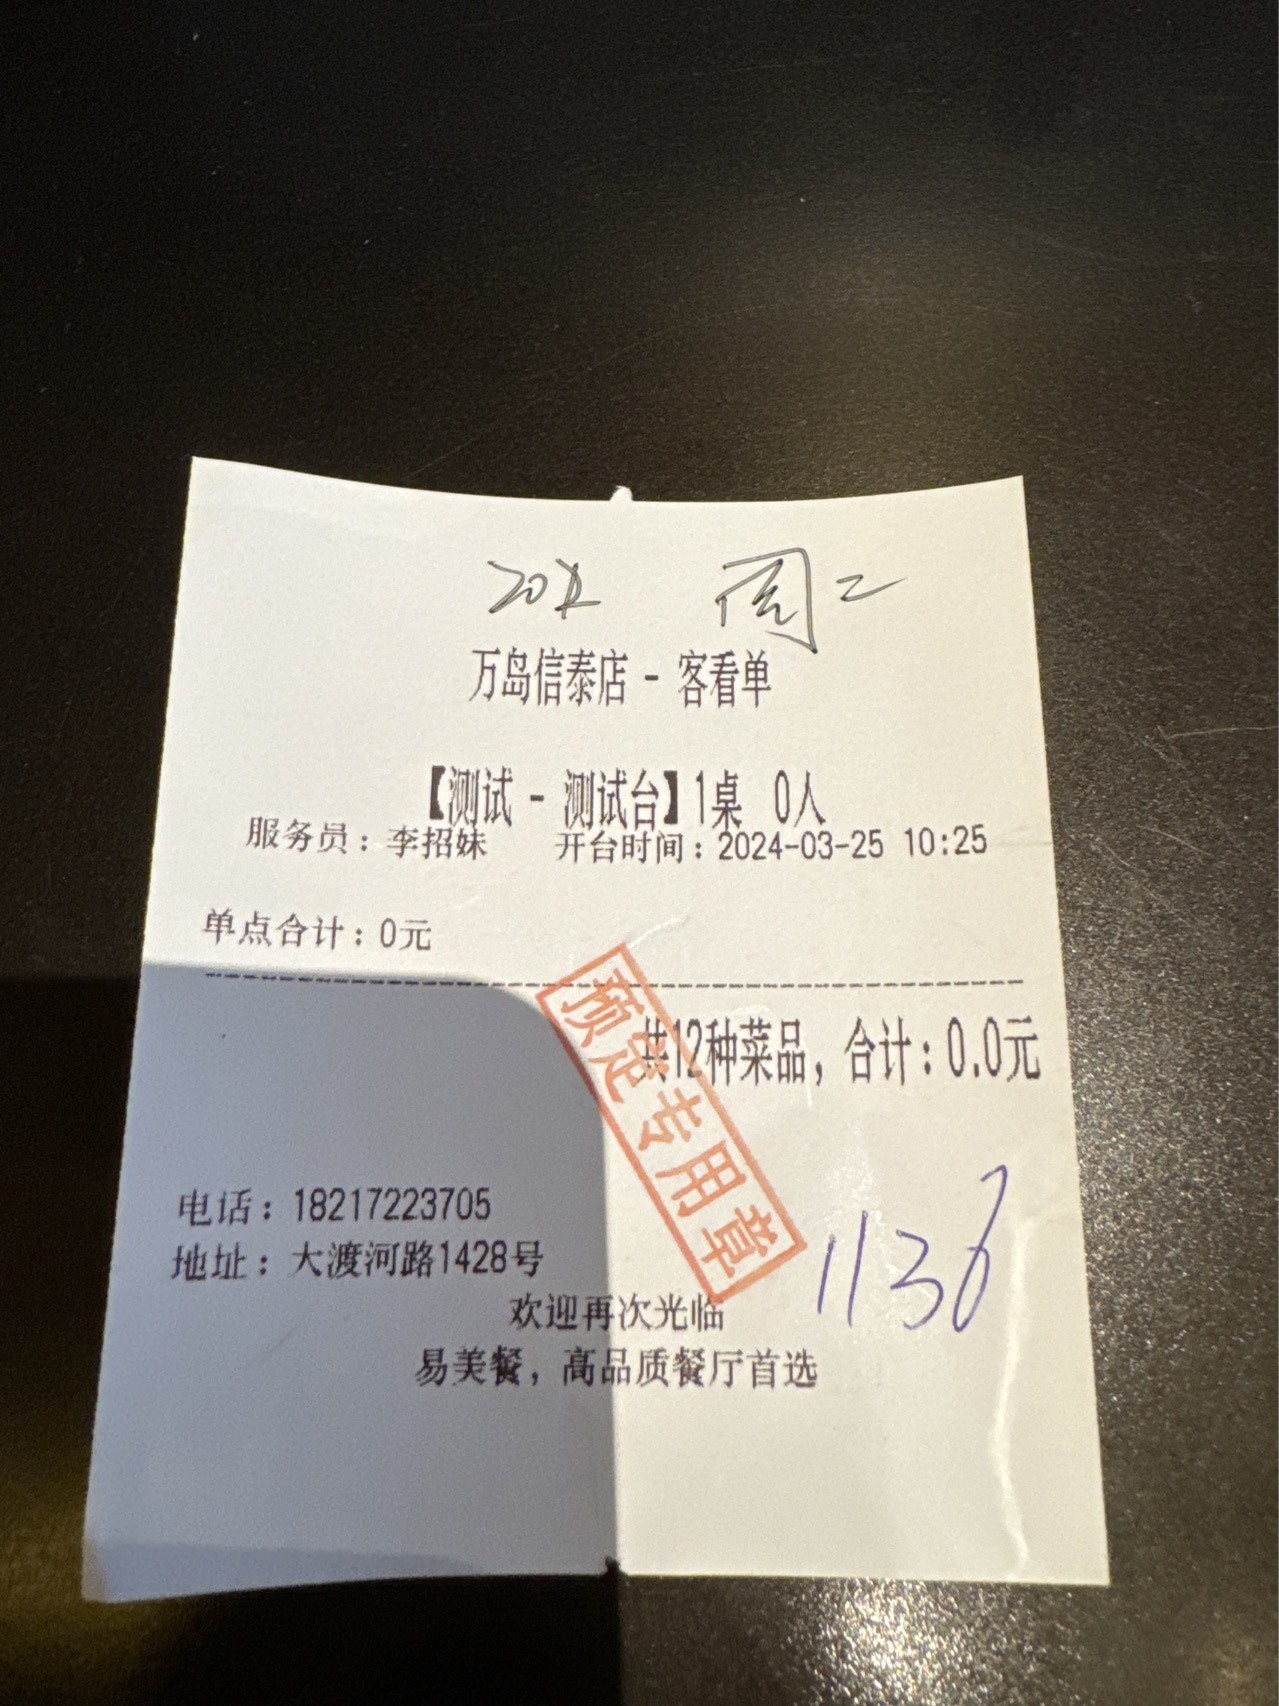 周二
万岛信泰店 - 客看单
【测试 - 测试台】1桌 0人
服务员：李招妹 开台时间：2024-03-25 10:25
单点合计：0元
共12种菜品，合计：0.0元
预定专用章
电话：18217223705
地址：大渡河路1428号
1136
欢迎再次光临
易美餐，高品质餐厅首选